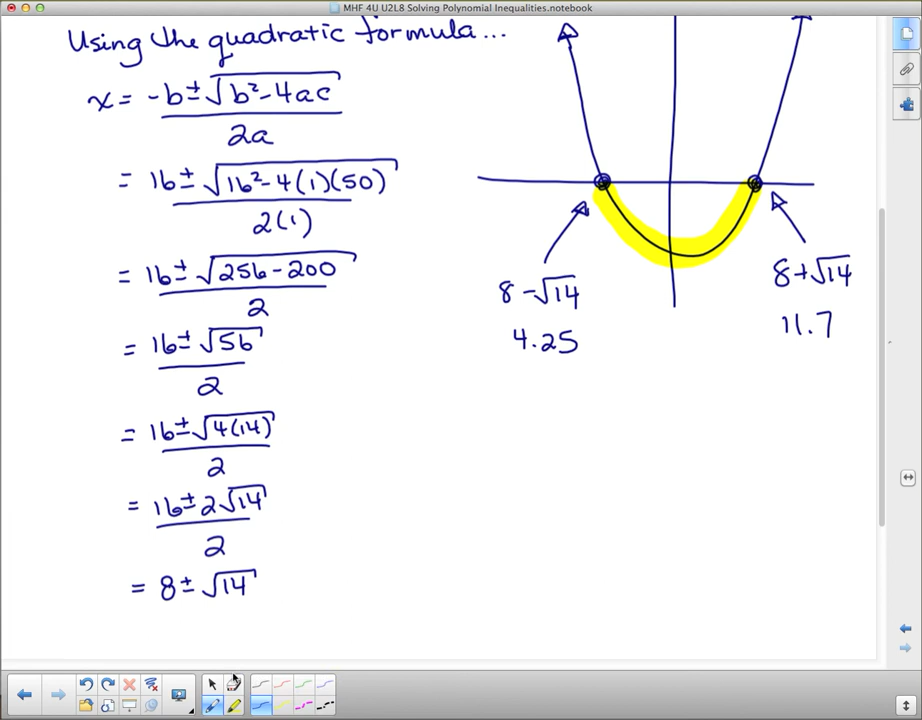 MHF 4U U2L8 Solving Polynomial Inequalities.notebook
Using the quadratic formula...
x = -b ± √b² - 4ac
2a
= 16 ± √16² - 4(1)(50)
2(1)
= 16 ± √256 - 200
2
= 16 ± √56
2
= 16 ± √4(14)
2
= 16 ± 2√14
2
= 8 ± √14
8 - √14
4.25
8 + √14
11.7